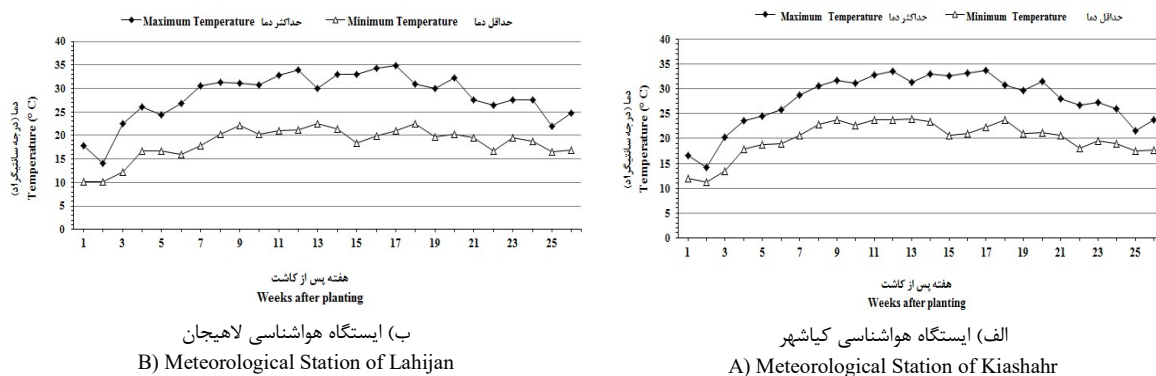 Maximum Temperature حداکثر دما Minimum Temperature حداقل دما
40
35
30
25
20
15
10
5
0
دما (درجه سانتیگراد)
Temperature (° C)
1 3 5 7 9 11 13 15 17 19 21 23 25
هفته پس از کاشت
Weeks after planting
ب) ایستگاه هواشناسی لاهیجان
B) Meteorological Station of Lahijan
Maximum Temperature حداکثر دما Minimum Temperature حداقل دما
40
35
30
25
20
15
10
5
0
دما (درجه سانتیگراد)
Temperature (° C)
1 3 5 7 9 11 13 15 17 19 21 23 25
هفته پس از کاشت
Weeks after planting
الف) ایستگاه هواشناسی کیاشهر
A) Meteorological Station of Kiashahr